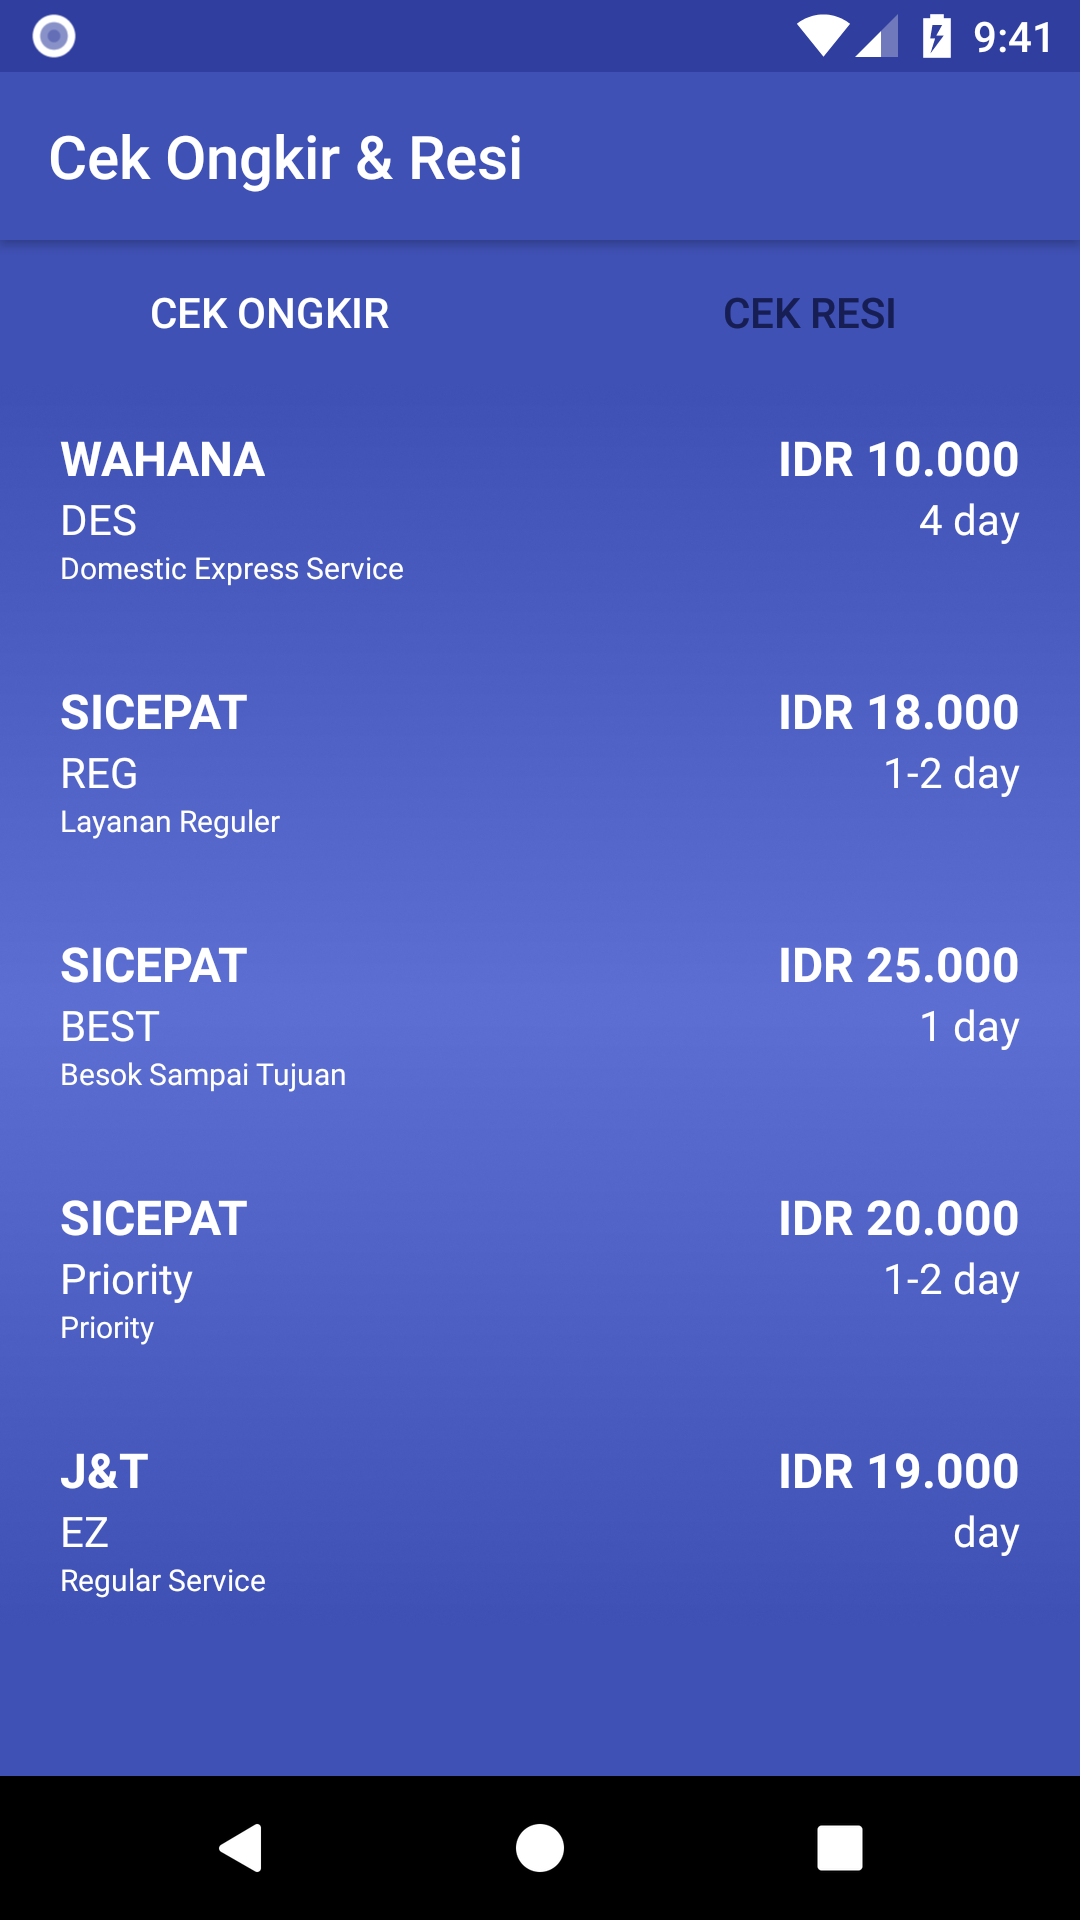 9:41
Cek Ongkir & Resi
CEK ONGKIR CEK RESI
WAHANA IDR 10.000
DES 4 day
Domestic Express Service
SICEPAT IDR 18.000
REG 1-2 day
Layanan Reguler
SICEPAT IDR 25.000
BEST 1 day
Besok Sampai Tujuan
SICEPAT IDR 20.000
Priority 1-2 day
Priority
J&T IDR 19.000
EZ day
Regular Service